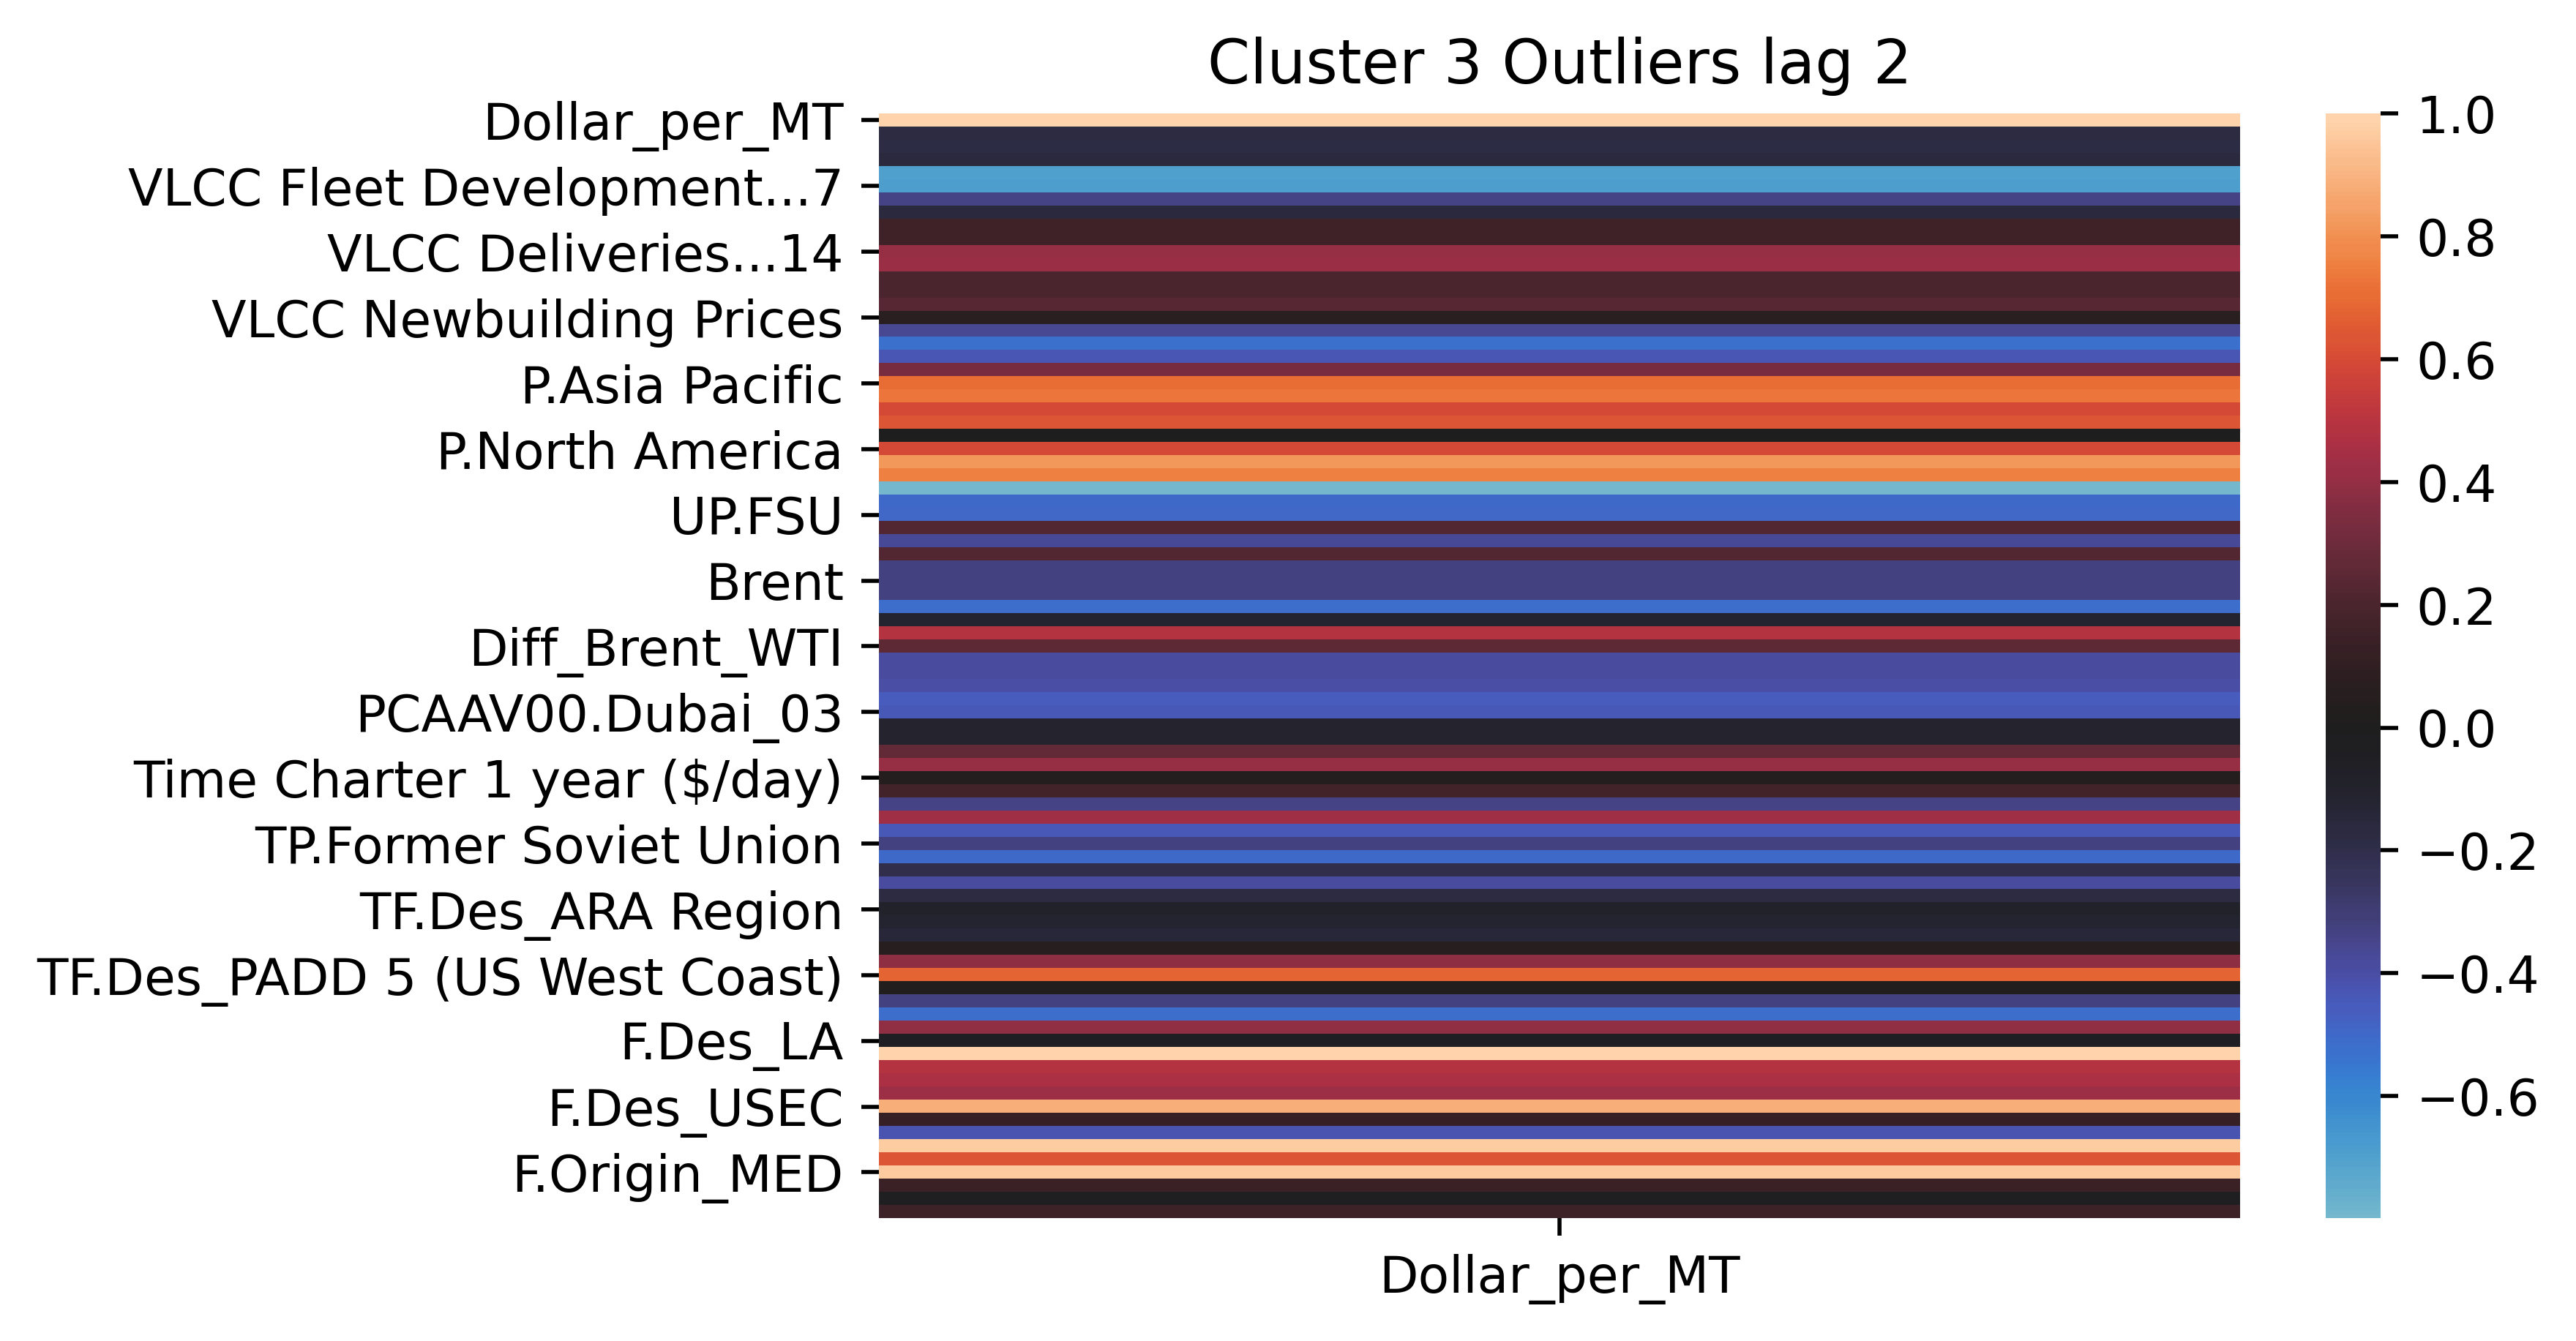 Cluster 3 Outliers lag 2
Dollar_per_MT
VLCC Fleet Development...7
VLCC Deliveries...14
VLCC Newbuilding Prices
P.Asia Pacific
P.North America
UP.FSU
Brent
Diff_Brent_WTI
PCAAV00.Dubai_03
Time Charter 1 year ($/day)
TP.Former Soviet Union
TF.Des_ARA Region
TF.Des_PADD 5 (US West Coast)
F.Des_LA
F.Des_USEC
F.Origin_MED
Dollar_per_MT
1.0
0.8
0.6
0.4
0.2
0.0
−0.2
−0.4
−0.6